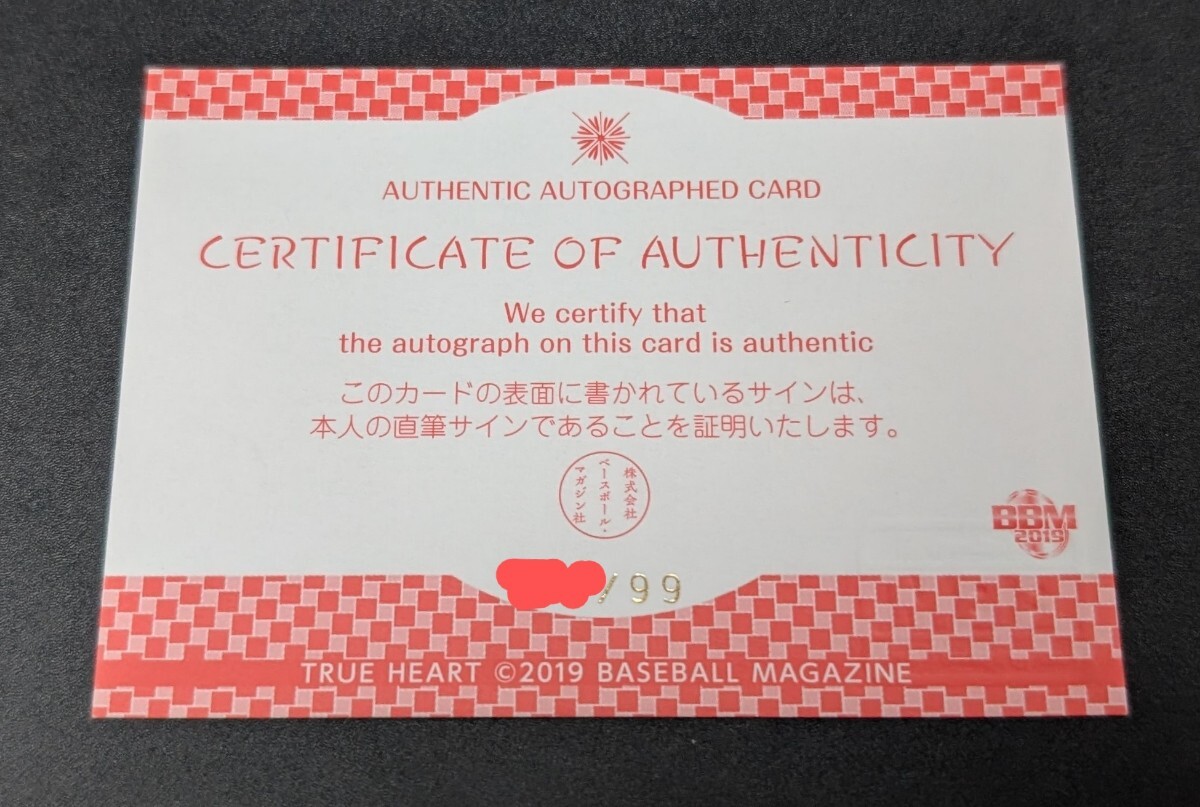 AUTHENTIC AUTOGRAPHED CARD
CERTIFICATE OF AUTHENTICITY
We certify that
the autograph on this card is authentic
このカードの表面に書かれているサインは、
本人の直筆サインであることを証明いたします。
株式会社
ベースボール・
マガジン社
BBM
2019
/99
TRUE HEART ©2019 BASEBALL MAGAZINE